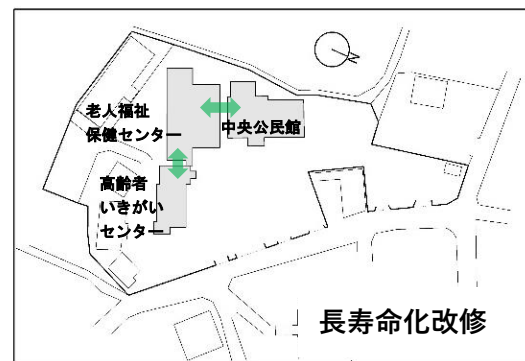 老人福祉
保健センター
中央公民館
高齢者
いきがい
センター
長寿命化改修
N